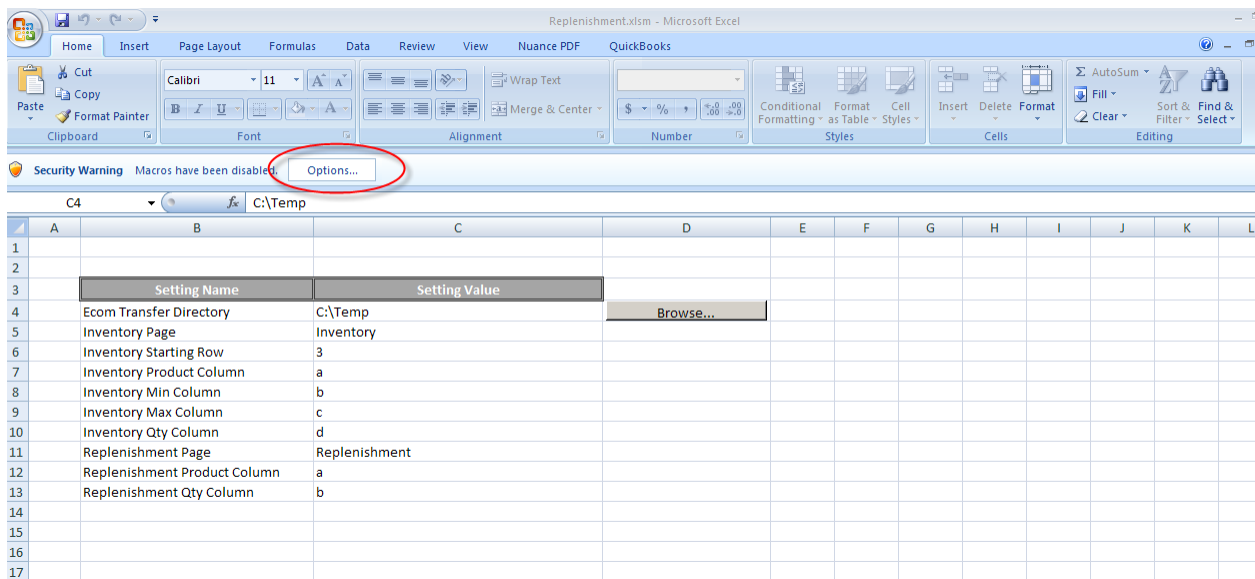 Replenishment.xlsm - Microsoft Excel
Home Insert Page Layout Formulas Data Review View Nuance PDF QuickBooks
Paste
Cut
Copy
Format Painter
Clipboard
Calibri 11 A A
B I U A
Font
Wrap Text
Merge & Center
Alignment
$ % , .0 .00 .00 .0
Number
Conditional Formatting
Format as Table
Cell Styles
Styles
Insert Delete Format
Cells
Σ AutoSum
Fill
Clear
Sort & Filter
Find & Select
Editing
Security Warning Macros have been disabled. Options...
C4 fx C:\Temp
A B C D E F G H I J K L
1
2
3 Setting Name Setting Value
4 Ecom Transfer Directory C:\Temp Browse...
5 Inventory Page Inventory
6 Inventory Starting Row 3
7 Inventory Product Column a
8 Inventory Min Column b
9 Inventory Max Column c
10 Inventory Qty Column d
11 Replenishment Page Replenishment
12 Replenishment Product Column a
13 Replenishment Qty Column b
14
15
16
17